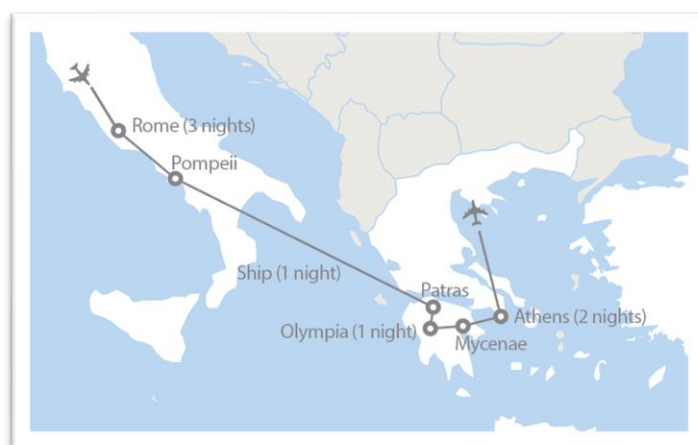 Rome (3 nights)
Pompeii
Ship (1 night)
Patras
Olympia (1 night)
Athens (2 nights)
Mycenae